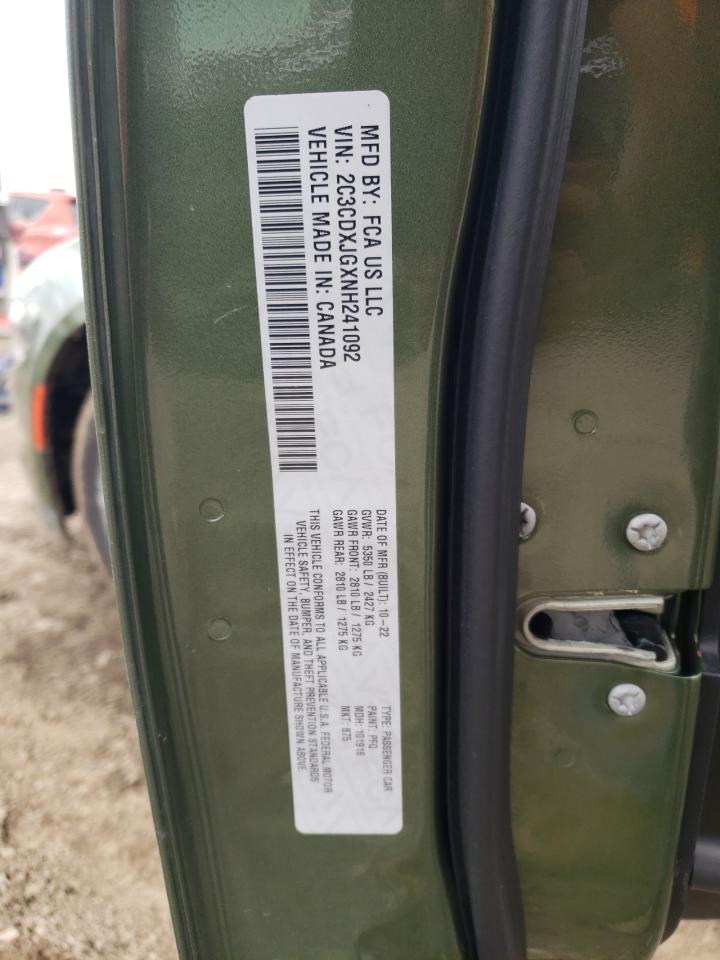 MFD BY: FCA US LLC
VIN: 2C3CDXJGXNH241092
VEHICLE MADE IN: CANADA
DATE OF MFR (BUILT): 10-22
GVWR: 5350 LB / 2427 KG
GAWR FRONT: 2810 LB / 1275 KG
GAWR REAR: 2810 LB / 1275 KG
THIS VEHICLE CONFORMS TO ALL APPLICABLE U.S.A. FEDERAL MOTOR
VEHICLE SAFETY, BUMPER, AND THEFT PREVENTION STANDARDS
IN EFFECT ON THE DATE OF MANUFACTURE SHOWN ABOVE.
TYPE: PASSENGER CAR
PAINT: PFQ
MDH: 101916
MKT: 875